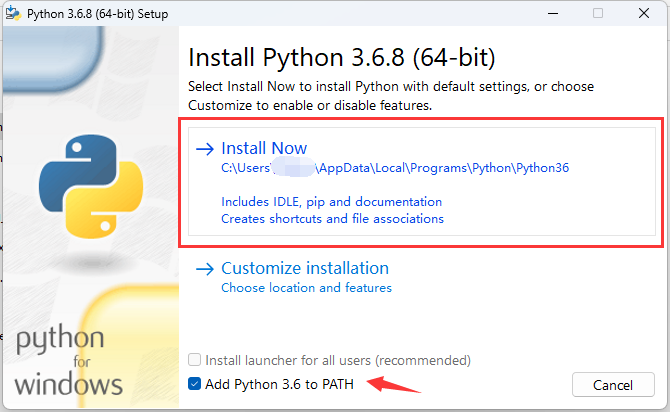 Python 3.6.8 (64-bit) Setup
Install Python 3.6.8 (64-bit)
Select Install Now to install Python with default settings, or choose
Customize to enable or disable features.
Install Now
C:\Users\ \AppData\Local\Programs\Python\Python36
Includes IDLE, pip and documentation
Creates shortcuts and file associations
Customize installation
Choose location and features
Install launcher for all users (recommended)
Add Python 3.6 to PATH
Cancel
python
for
windows